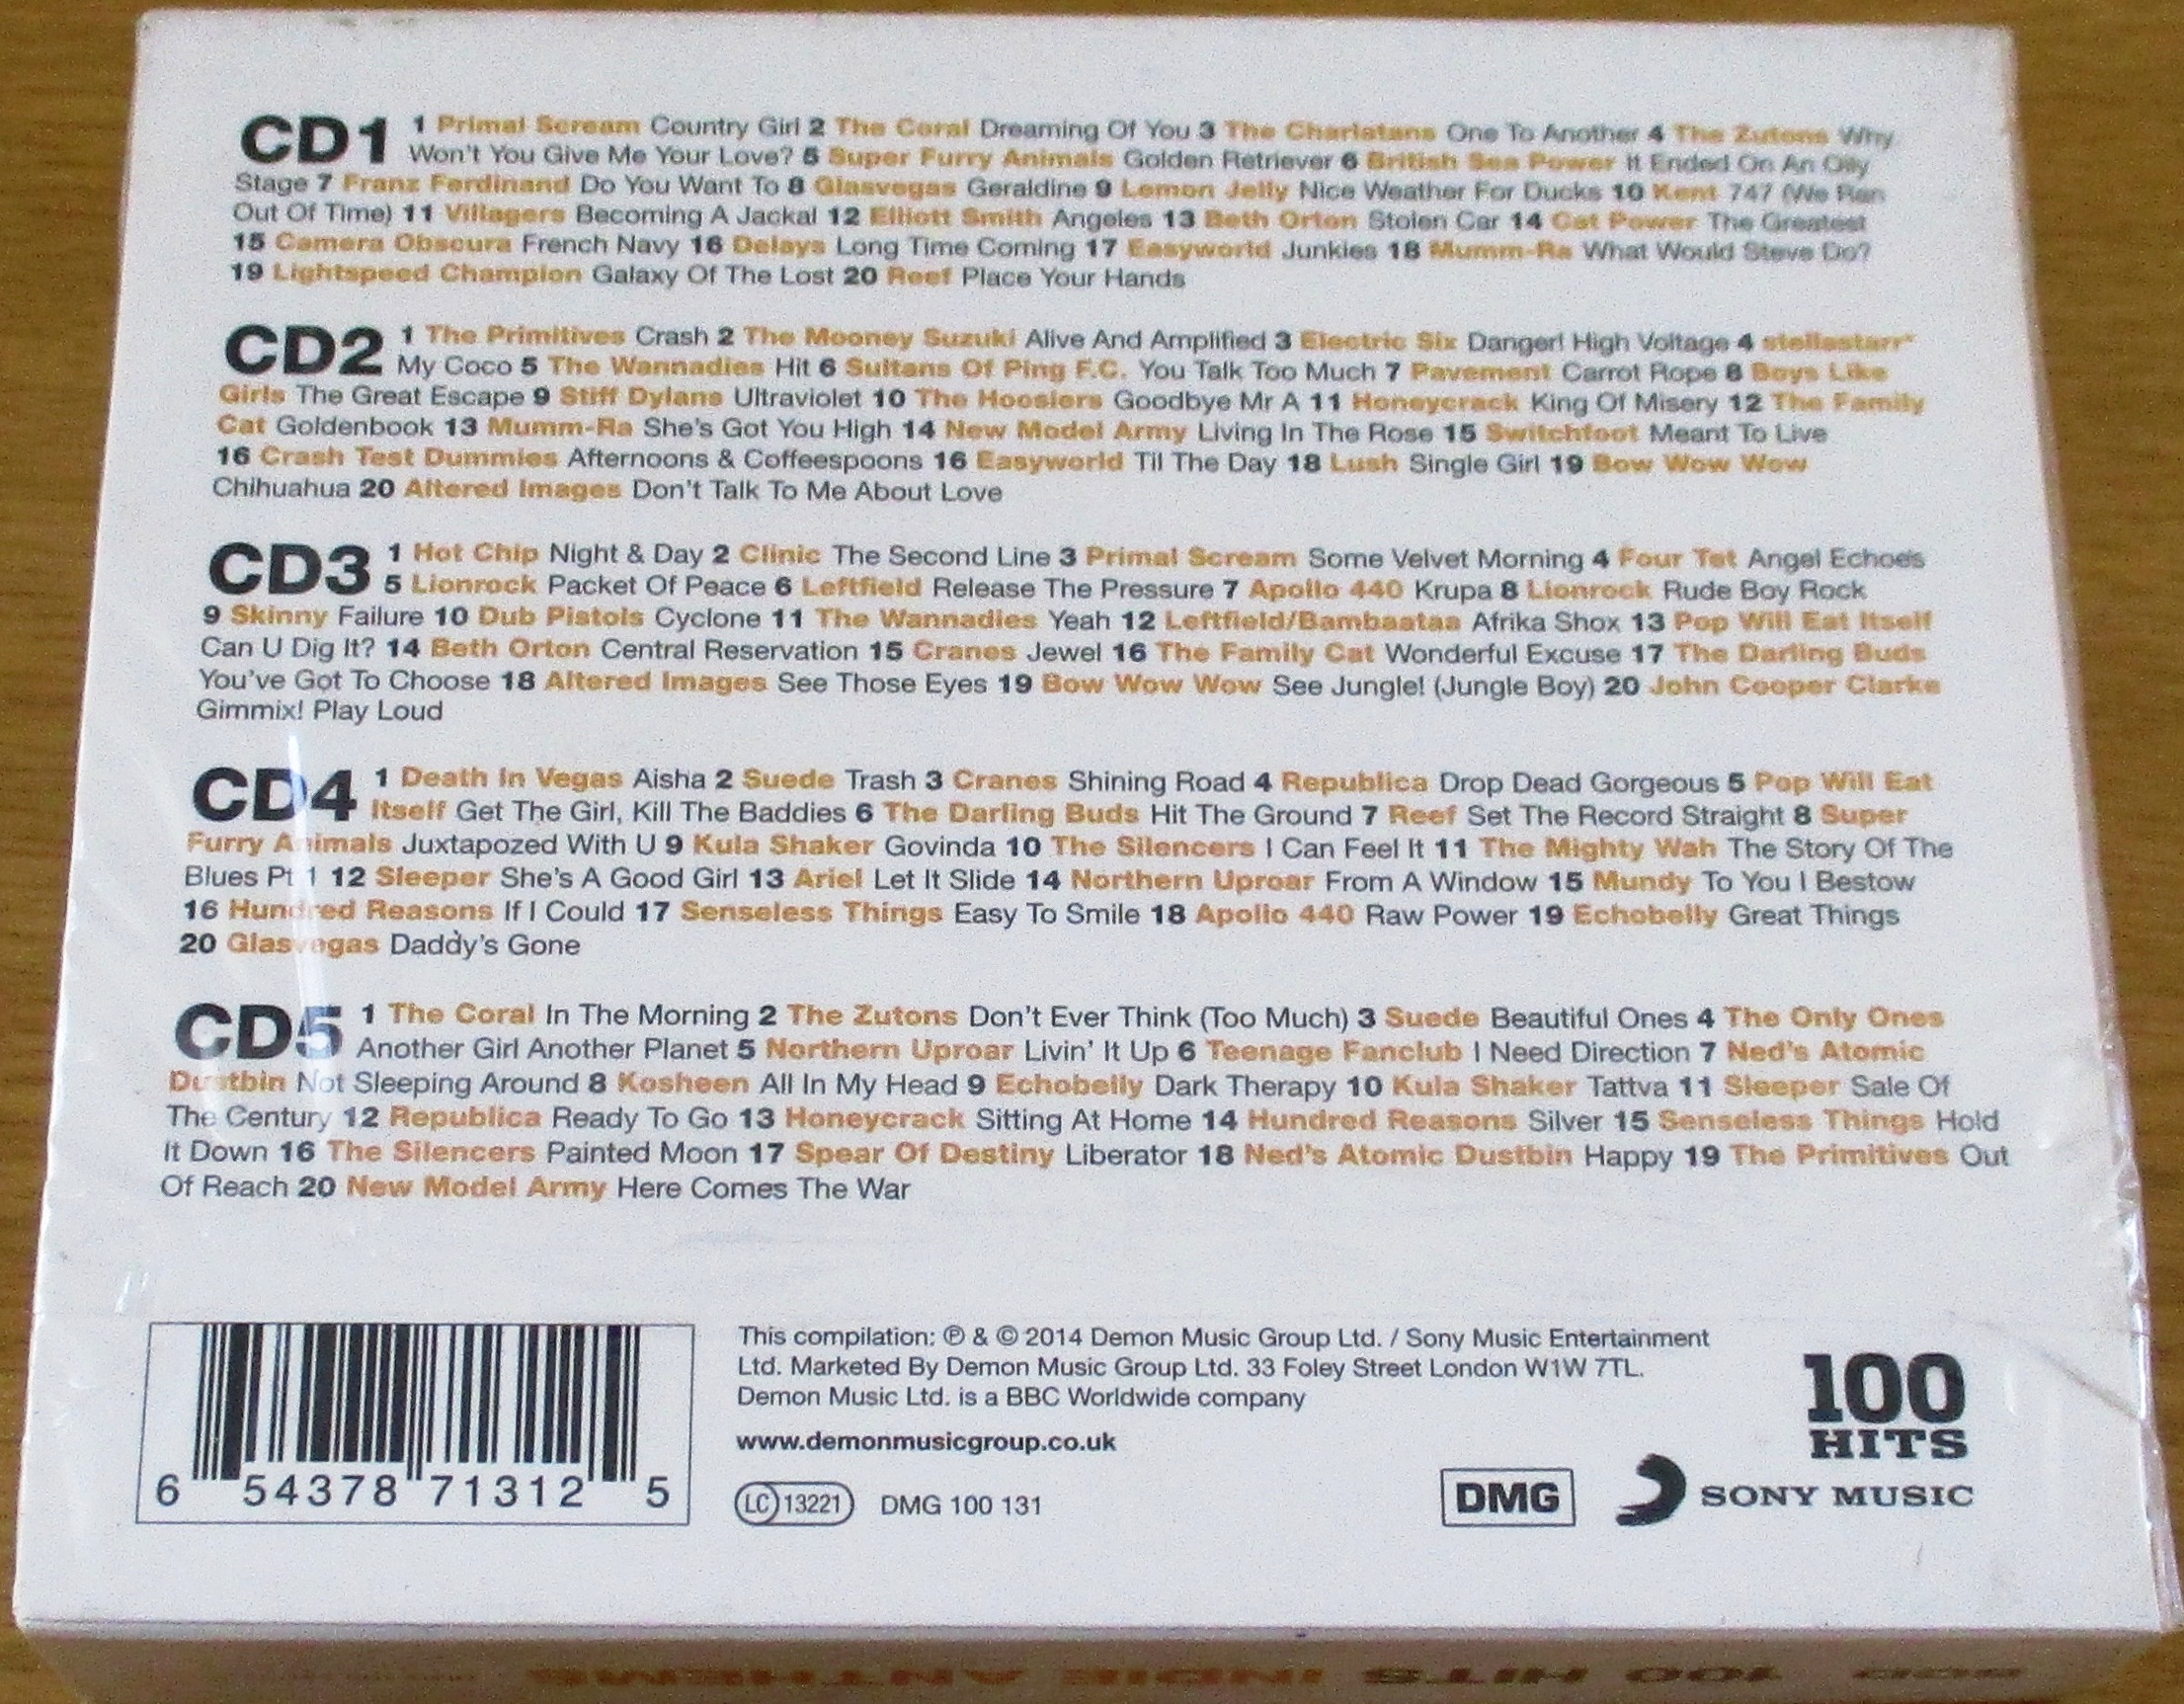 CD1 1 Primal Scream Country Girl 2 The Coral Dreaming Of You 3 The Charlatans One To Another 4 The Zutons Why
Won't You Give Me Your Love? 5 Super Furry Animals Golden Retriever 6 British Sea Power It Ended On An Oily
Stage 7 Franz Ferdinand Do You Want To 8 Glasvegas Geraldine 9 Lemon Jelly Nice Weather For Ducks 10 Kent 747 (We Ran
Out Of Time) 11 Villagers Becoming A Jackal 12 Elliott Smith Angeles 13 Beth Orton Stolen Car 14 Cat Power The Greatest
15 Camera Obscura French Navy 16 Delays Long Time Coming 17 Easyworld Junkies 18 Mumm-Ra What Would Steve Do?
19 Lightspeed Champion Galaxy Of The Lost 20 Reef Place Your Hands
CD2 1 The Primitives Crash 2 The Mooney Suzuki Alive And Amplified 3 Electric Six Danger! High Voltage 4 stellastarr*
My Coco 5 The Wannadies Hit 6 Sultans Of Ping F.C. You Talk Too Much 7 Pavement Carrot Rope 8 Boys Like
Girls The Great Escape 9 Stiff Dylans Ultraviolet 10 The Hoosiers Goodbye Mr A 11 Honeycrack King Of Misery 12 The Family
Cat Goldenbook 13 Mumm-Ra She's Got You High 14 New Model Army Living In The Rose 15 Switchfoot Meant To Live
16 Crash Test Dummies Afternoons & Coffeespoons 16 Easyworld Til The Day 18 Lush Single Girl 19 Bow Wow Wow
Chihuahua 20 Altered Images Don't Talk To Me About Love
CD3 1 Hot Chip Night & Day 2 Clinic The Second Line 3 Primal Scream Some Velvet Morning 4 Four Tet Angel Echoes
5 Lionrock Packet Of Peace 6 Leftfield Release The Pressure 7 Apollo 440 Krupa 8 Lionrock Rude Boy Rock
9 Skinny Failure 10 Dub Pistols Cyclone 11 The Wannadies Yeah 12 Leftfield/Bambaataa Afrika Shox 13 Pop Will Eat Itself
Can U Dig It? 14 Beth Orton Central Reservation 15 Cranes Jewel 16 The Family Cat Wonderful Excuse 17 The Darling Buds
You've Got To Choose 18 Altered Images See Those Eyes 19 Bow Wow Wow See Jungle! (Jungle Boy) 20 John Cooper Clarke
Gimmix! Play Loud
CD4 1 Death In Vegas Aisha 2 Suede Trash 3 Cranes Shining Road 4 Republica Drop Dead Gorgeous 5 Pop Will Eat
Itself Get The Girl, Kill The Baddies 6 The Darling Buds Hit The Ground 7 Reef Set The Record Straight 8 Super
Furry Animals Juxtapozed With U 9 Kula Shaker Govinda 10 The Silencers I Can Feel It 11 The Mighty Wah The Story Of The
Blues Pt 1 12 Sleeper She's A Good Girl 13 Ariel Let It Slide 14 Northern Uproar From A Window 15 Mundy To You I Bestow
16 Hundred Reasons If I Could 17 Senseless Things Easy To Smile 18 Apollo 440 Raw Power 19 Echobelly Great Things
20 Glasvegas Daddy's Gone
CD5 1 The Coral In The Morning 2 The Zutons Don't Ever Think (Too Much) 3 Suede Beautiful Ones 4 The Only Ones
Another Girl Another Planet 5 Northern Uproar Livin' It Up 6 Teenage Fanclub I Need Direction 7 Ned's Atomic
Dustbin Not Sleeping Around 8 Kosheen All In My Head 9 Echobelly Dark Therapy 10 Kula Shaker Tattva 11 Sleeper Sale Of
The Century 12 Republica Ready To Go 13 Honeycrack Sitting At Home 14 Hundred Reasons Silver 15 Senseless Things Hold
It Down 16 The Silencers Painted Moon 17 Spear Of Destiny Liberator 18 Ned's Atomic Dustbin Happy 19 The Primitives Out
Of Reach 20 New Model Army Here Comes The War
This compilation: ℗ & © 2014 Demon Music Group Ltd. / Sony Music Entertainment
Ltd. Marketed By Demon Music Group Ltd. 33 Foley Street London W1W 7TL.
Demon Music Ltd. is a BBC Worldwide company
www.demonmusicgroup.co.uk
LC 13221 DMG 100 131
6 54378 71312 5
100
HITS
DMG
SONY MUSIC
5CD 100 HITS INDIE ANTHEMS